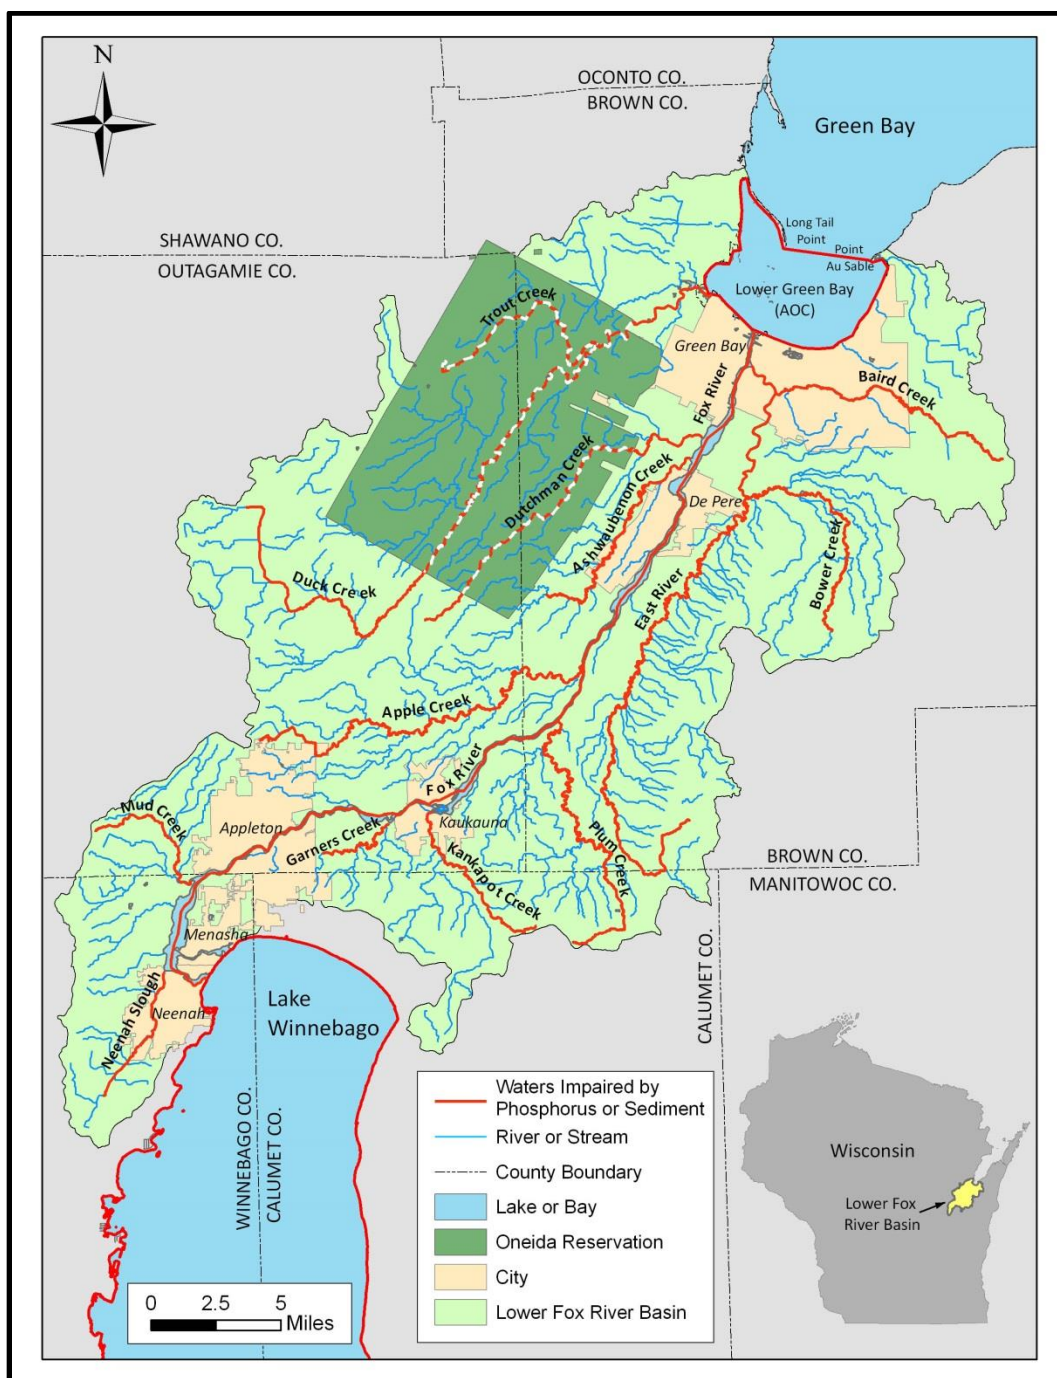 N
OCONTO CO.
BROWN CO.
Green Bay
SHAWANO CO.
OUTAGAMIE CO.
Long Tail
Point
Point
Au Sable
Lower Green Bay
(AOC)
Trout Creek
Green Bay
Fox River
Baird Creek
Dutchman Creek
Ashwaubenon Creek
De Pere
Bower Creek
Duck Creek
East River
Apple Creek
Fox River
Mud Creek
Appleton
Garners Creek
Kaukauna
Kankapot Creek
Plum Creek
BROWN CO.
MANITOWOC CO.
Menasha
Neenah Slough
Neenah
Lake
Winnebago
CALUMET CO.
WINNEBAGO CO.
CALUMET CO.
Waters Impaired by
Phosphorus or Sediment
River or Stream
County Boundary
Lake or Bay
Oneida Reservation
City
Lower Fox River Basin
Wisconsin
Lower Fox
River Basin
0 2.5 5
Miles